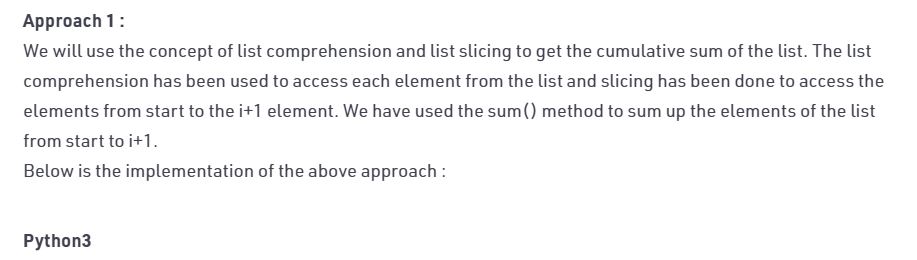 Approach 1 :
We will use the concept of list comprehension and list slicing to get the cumulative sum of the list. The list
comprehension has been used to access each element from the list and slicing has been done to access the
elements from start to the i+1 element. We have used the sum() method to sum up the elements of the list
from start to i+1.
Below is the implementation of the above approach :
Python3